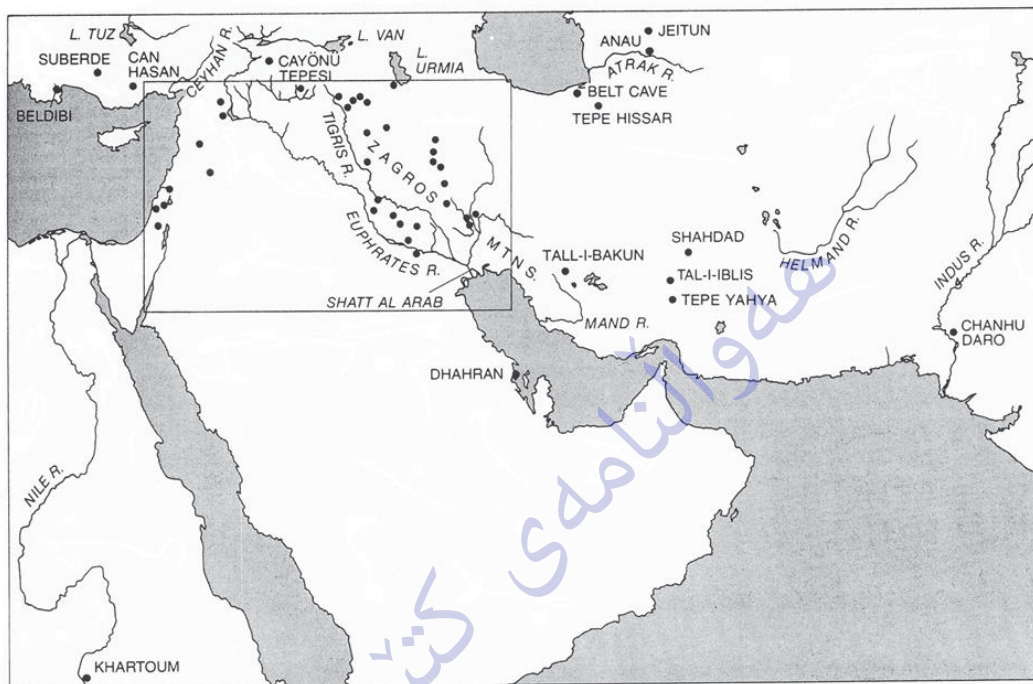 L. TUZ
CEYHAN R.
L. VAN
L.
URMIA
SUBERDE
CAN
HASAN
CAYÖNÜ
TEPESI
BELDIBI
JEITUN
ANAU
ATRAK R.
BELT CAVE
TEPE HISSAR
TIGRIS R.
ZAGROS
MTNS.
EUPHRATES R.
SHATT AL ARAB
TALL-I-BAKUN
MAND R.
SHAHDAD
TAL-I-IBLIS
TEPE YAHYA
HELMAND R.
INDUS R.
CHANHU
DARO
DHAHRAN
NILE R.
KHARTOUM
هەواڵنامەی